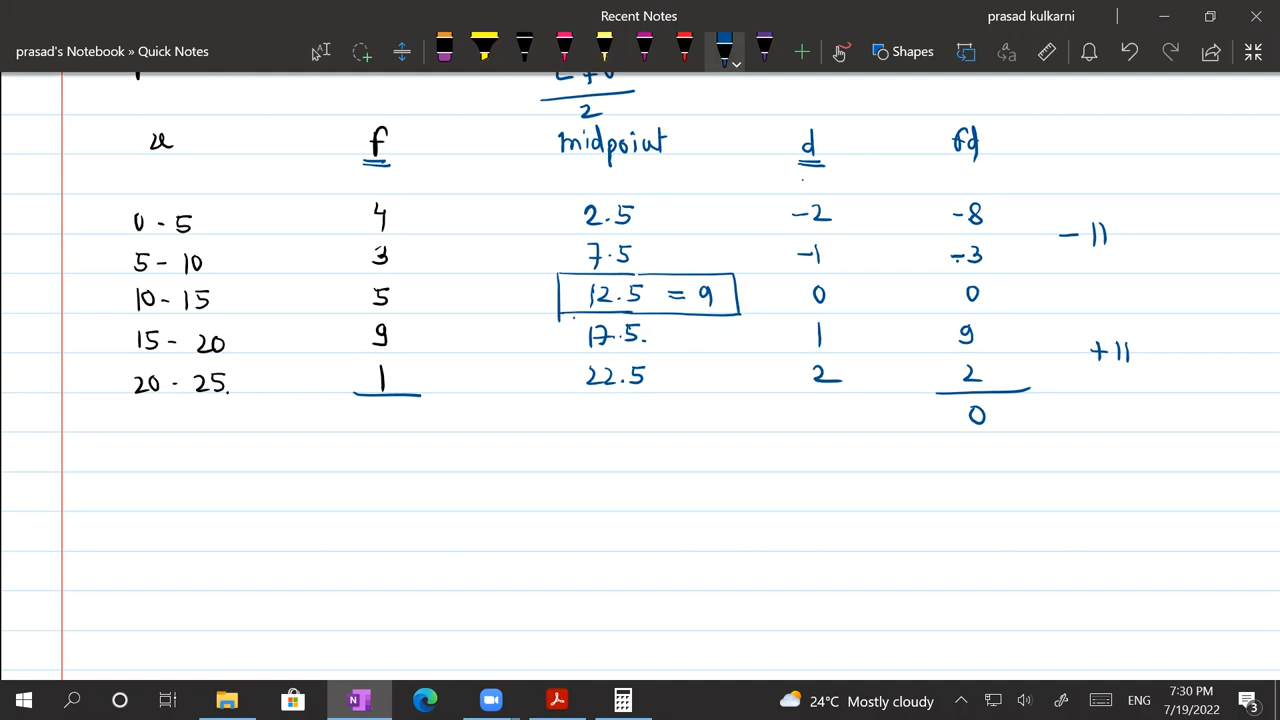 Recent Notes
prasad kulkarni
prasad's Notebook » Quick Notes
Shapes
2
x f midpoint d fd
0 - 5 4 2.5 -2 -8
- 11
5 - 10 3 7.5 -1 -3
10 - 15 5 12.5 = 9 0 0
15 - 20 9 17.5. 1 9
+ 11
20 - 25. 1 22.5 2 2
0
24°C Mostly cloudy
ENG
7:30 PM
7/19/2022
3